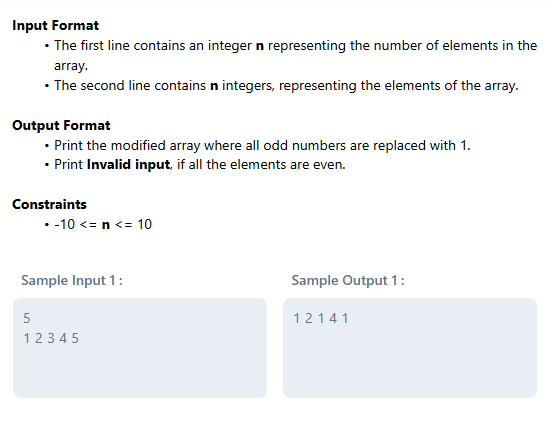 Input Format
• The first line contains an integer n representing the number of elements in the
array.
• The second line contains n integers, representing the elements of the array.
Output Format
• Print the modified array where all odd numbers are replaced with 1.
• Print Invalid input, if all the elements are even.
Constraints
• -10 <= n <= 10
Sample Input 1 :
5
1 2 3 4 5
Sample Output 1 :
1 2 1 4 1